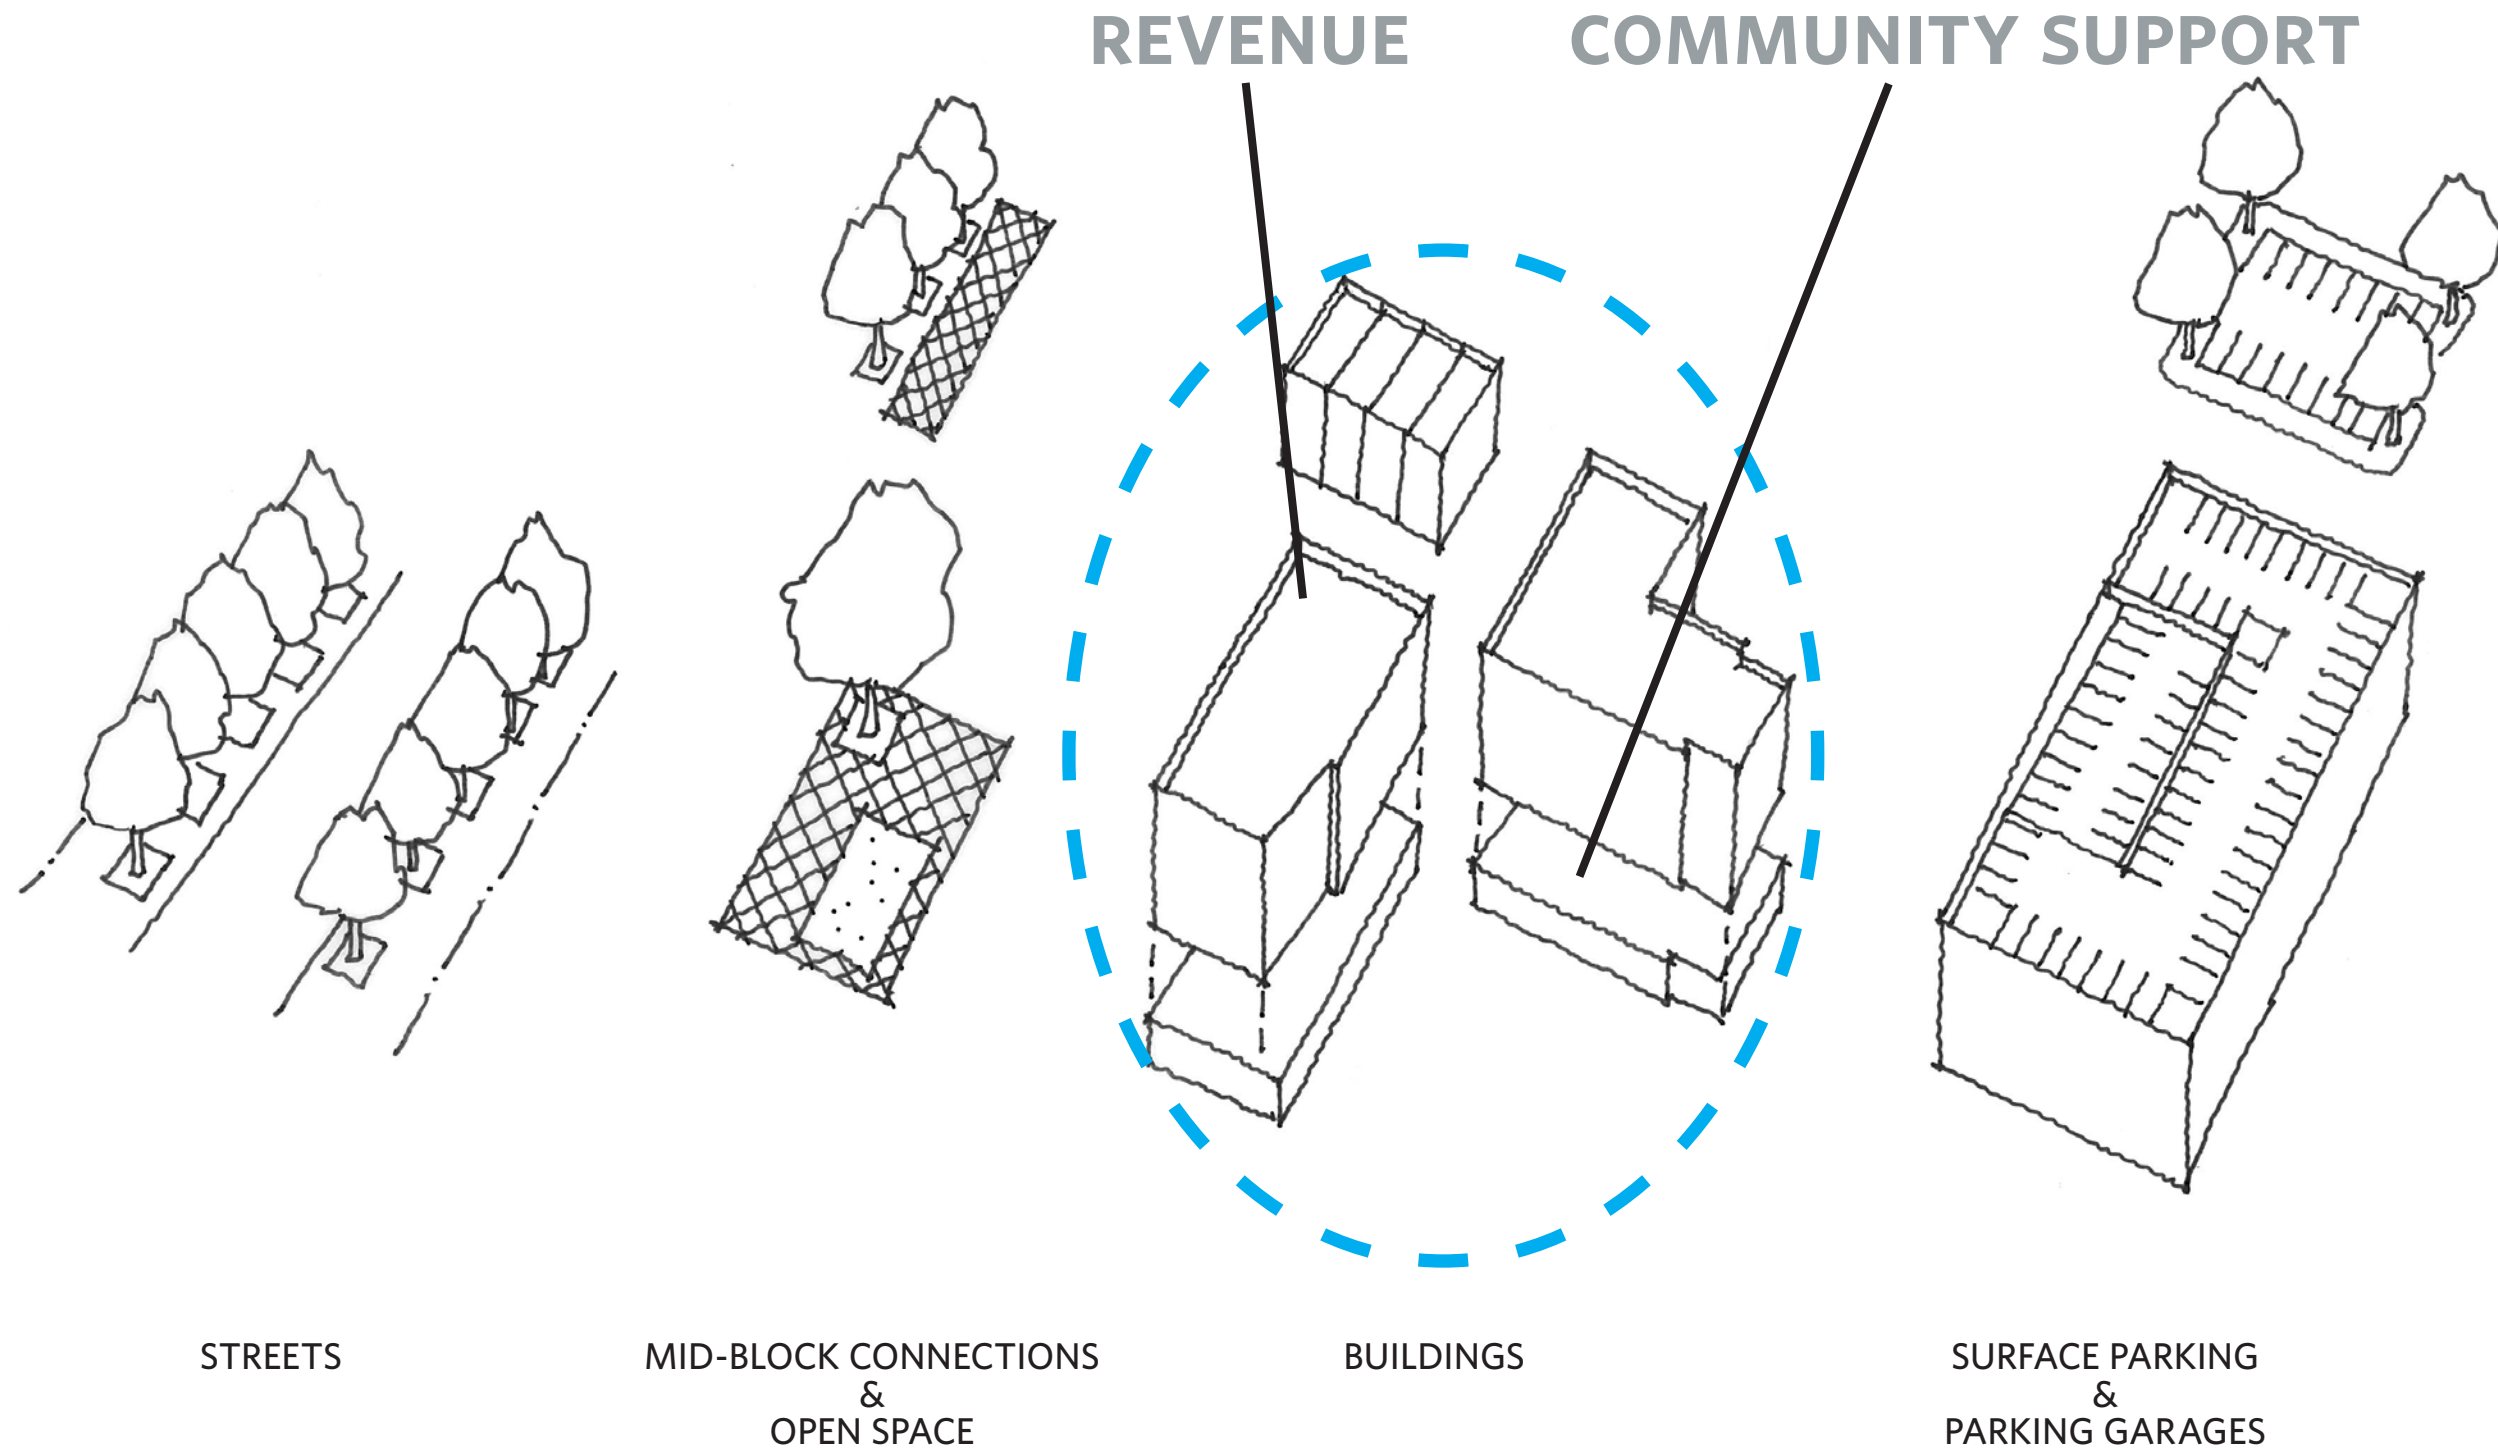 REVENUE
COMMUNITY SUPPORT
STREETS
MID-BLOCK CONNECTIONS
&
OPEN SPACE
BUILDINGS
SURFACE PARKING
&
PARKING GARAGES